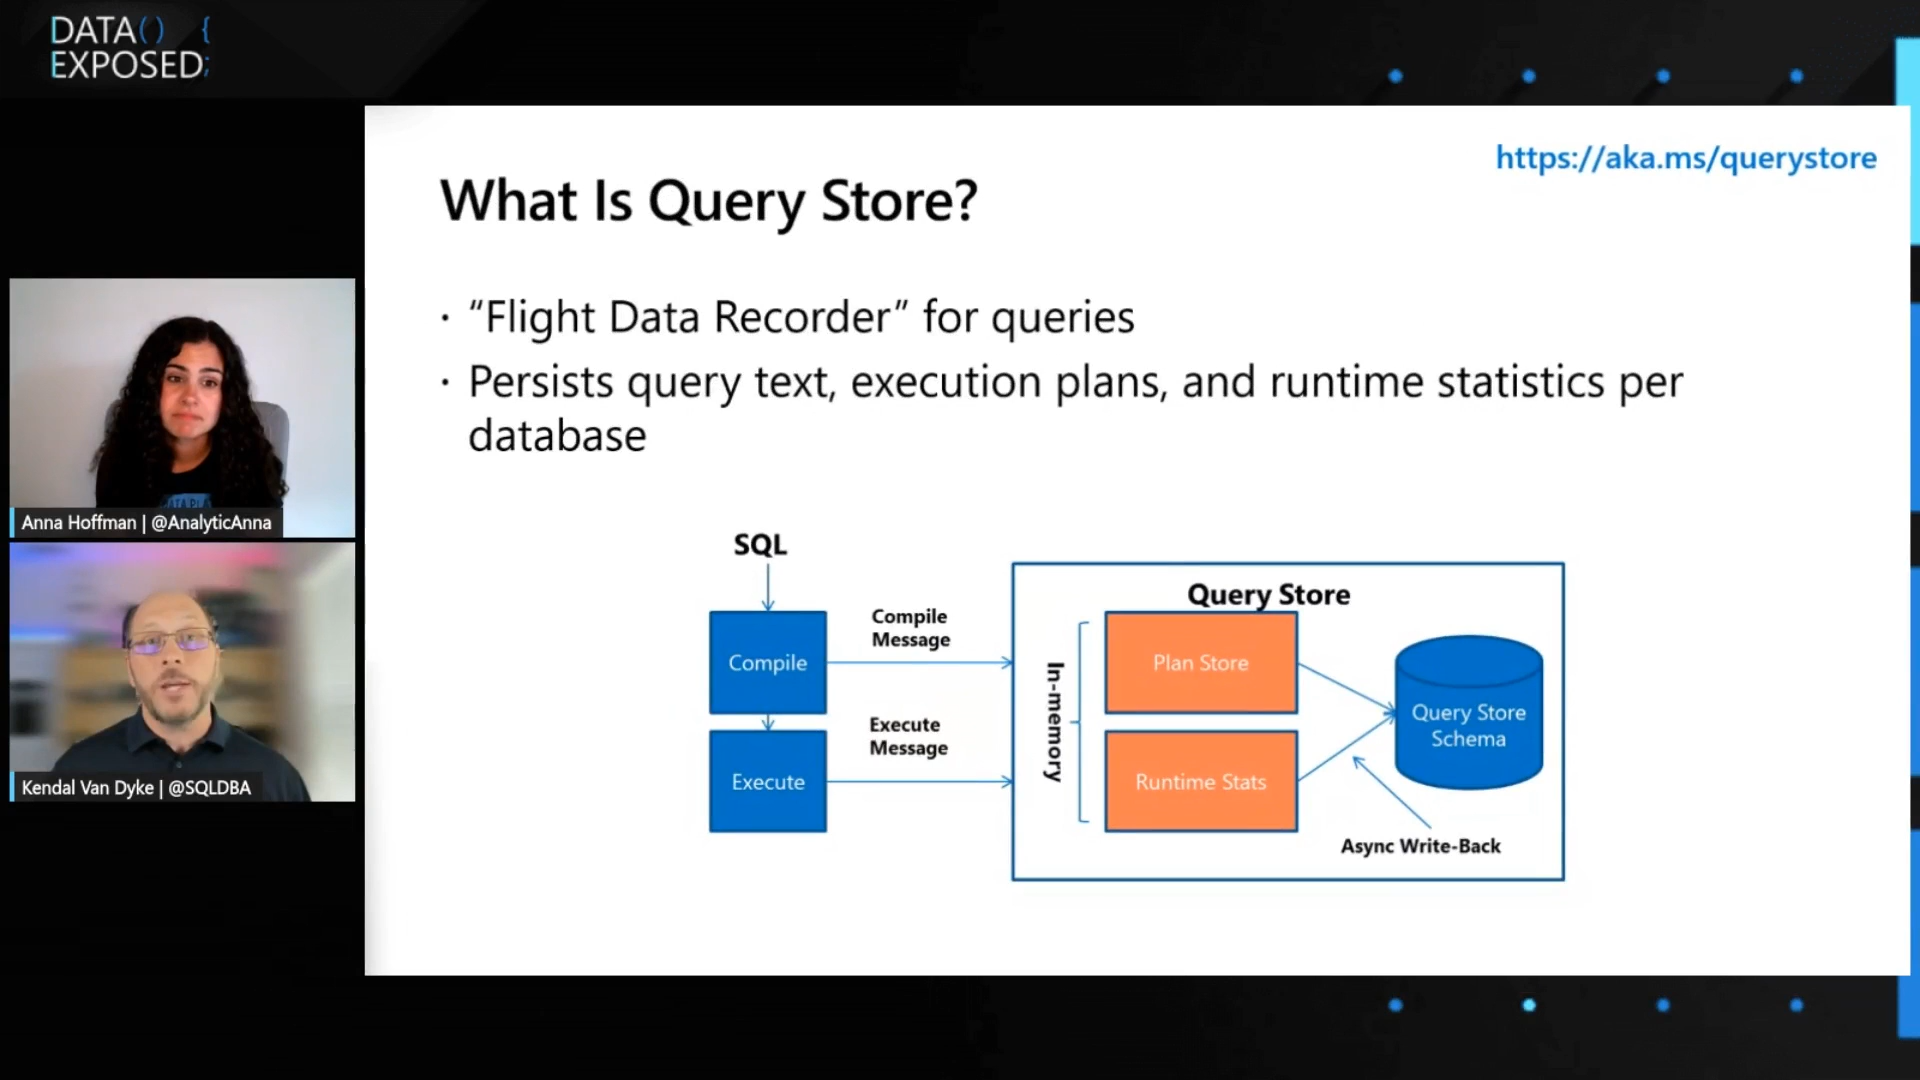 DATA() {
EXPOSED;
https://aka.ms/querystore
What Is Query Store?
· “Flight Data Recorder” for queries
· Persists query text, execution plans, and runtime statistics per
database
Anna Hoffman | @AnalyticAnna
Kendal Van Dyke | @SQLDBA
SQL
Compile
Execute
Compile
Message
Execute
Message
Query Store
In-memory
Plan Store
Runtime Stats
Query Store
Schema
Async Write-Back